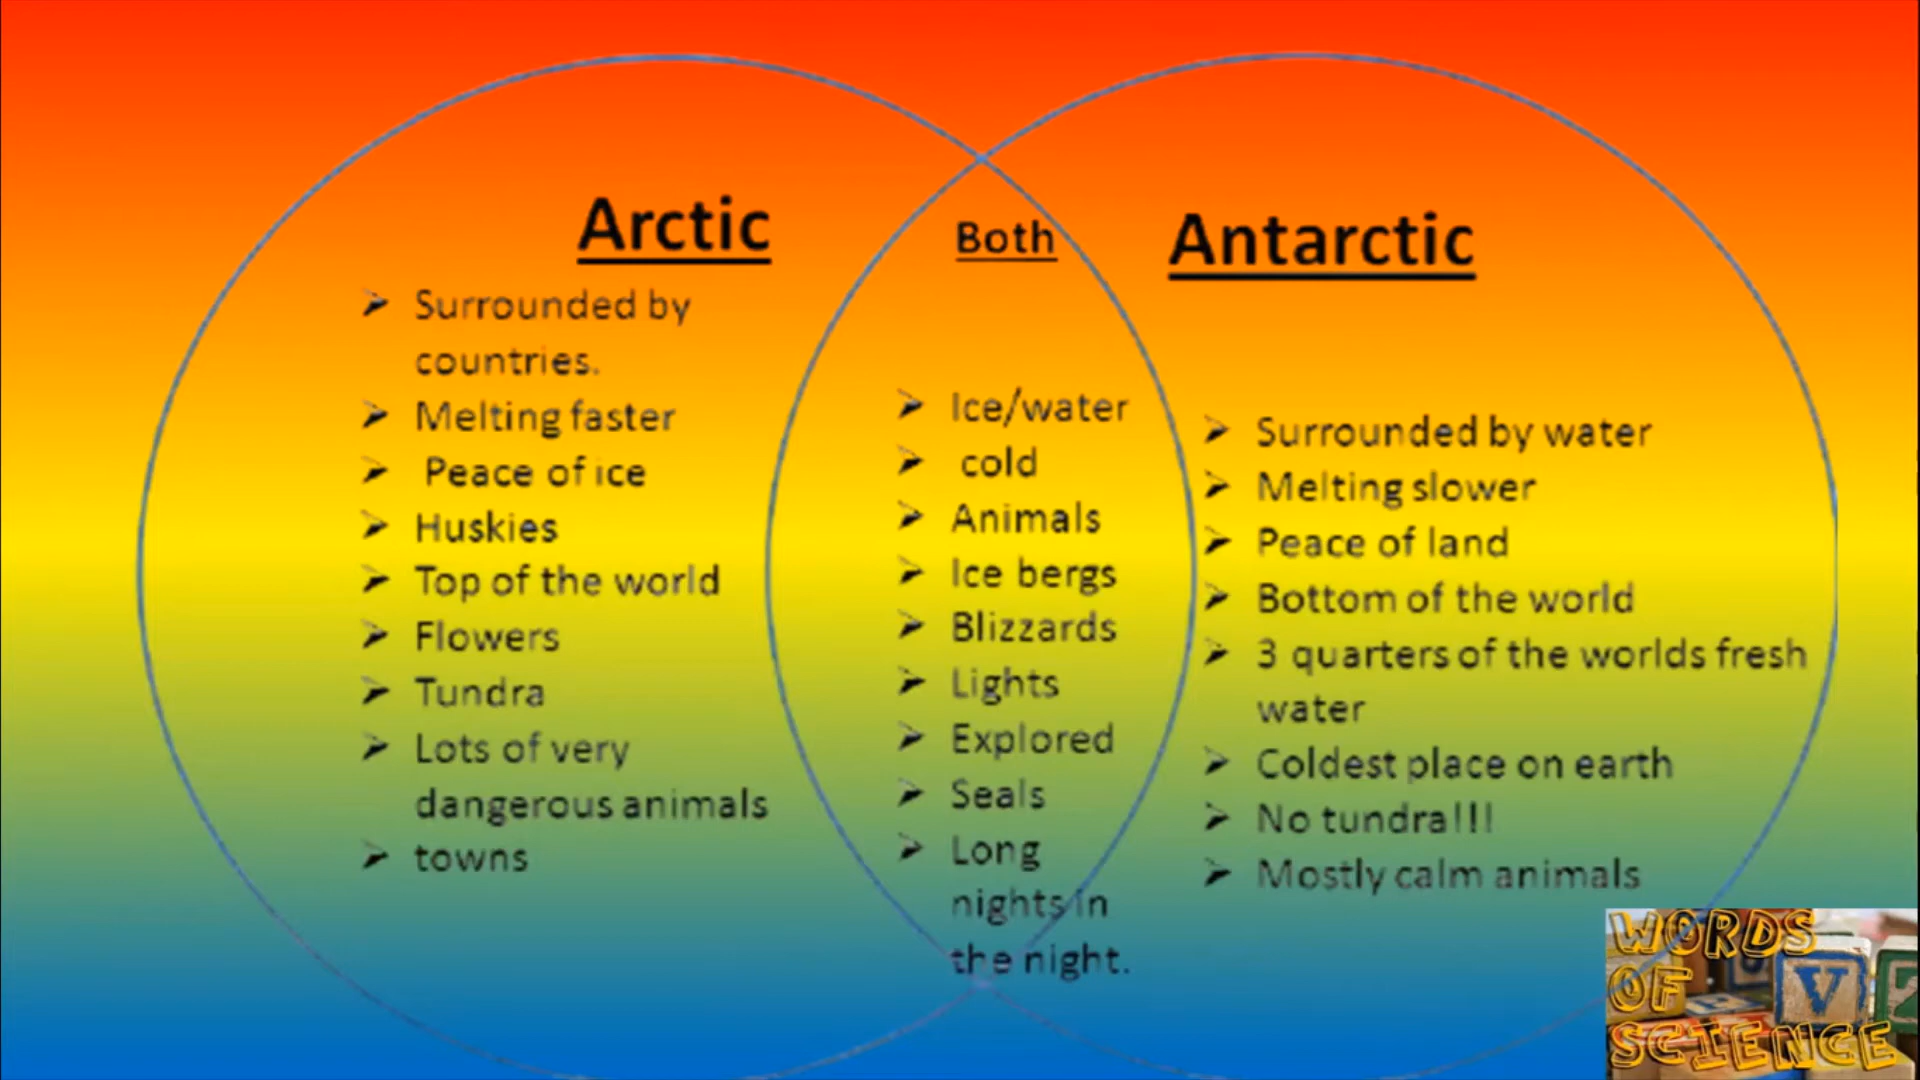 Arctic
Surrounded by
countries.
Melting faster
Peace of ice
Huskies
Top of the world
Flowers
Tundra
Lots of very
dangerous animals
towns
Both
Ice/water
cold
Animals
Ice bergs
Blizzards
Lights
Explored
Seals
Long
nights in
the night.
Antarctic
Surrounded by water
Melting slower
Peace of land
Bottom of the world
3 quarters of the worlds fresh
water
Coldest place on earth
No tundra!!!
Mostly calm animals
WORDS
OF
SCIENCE
V